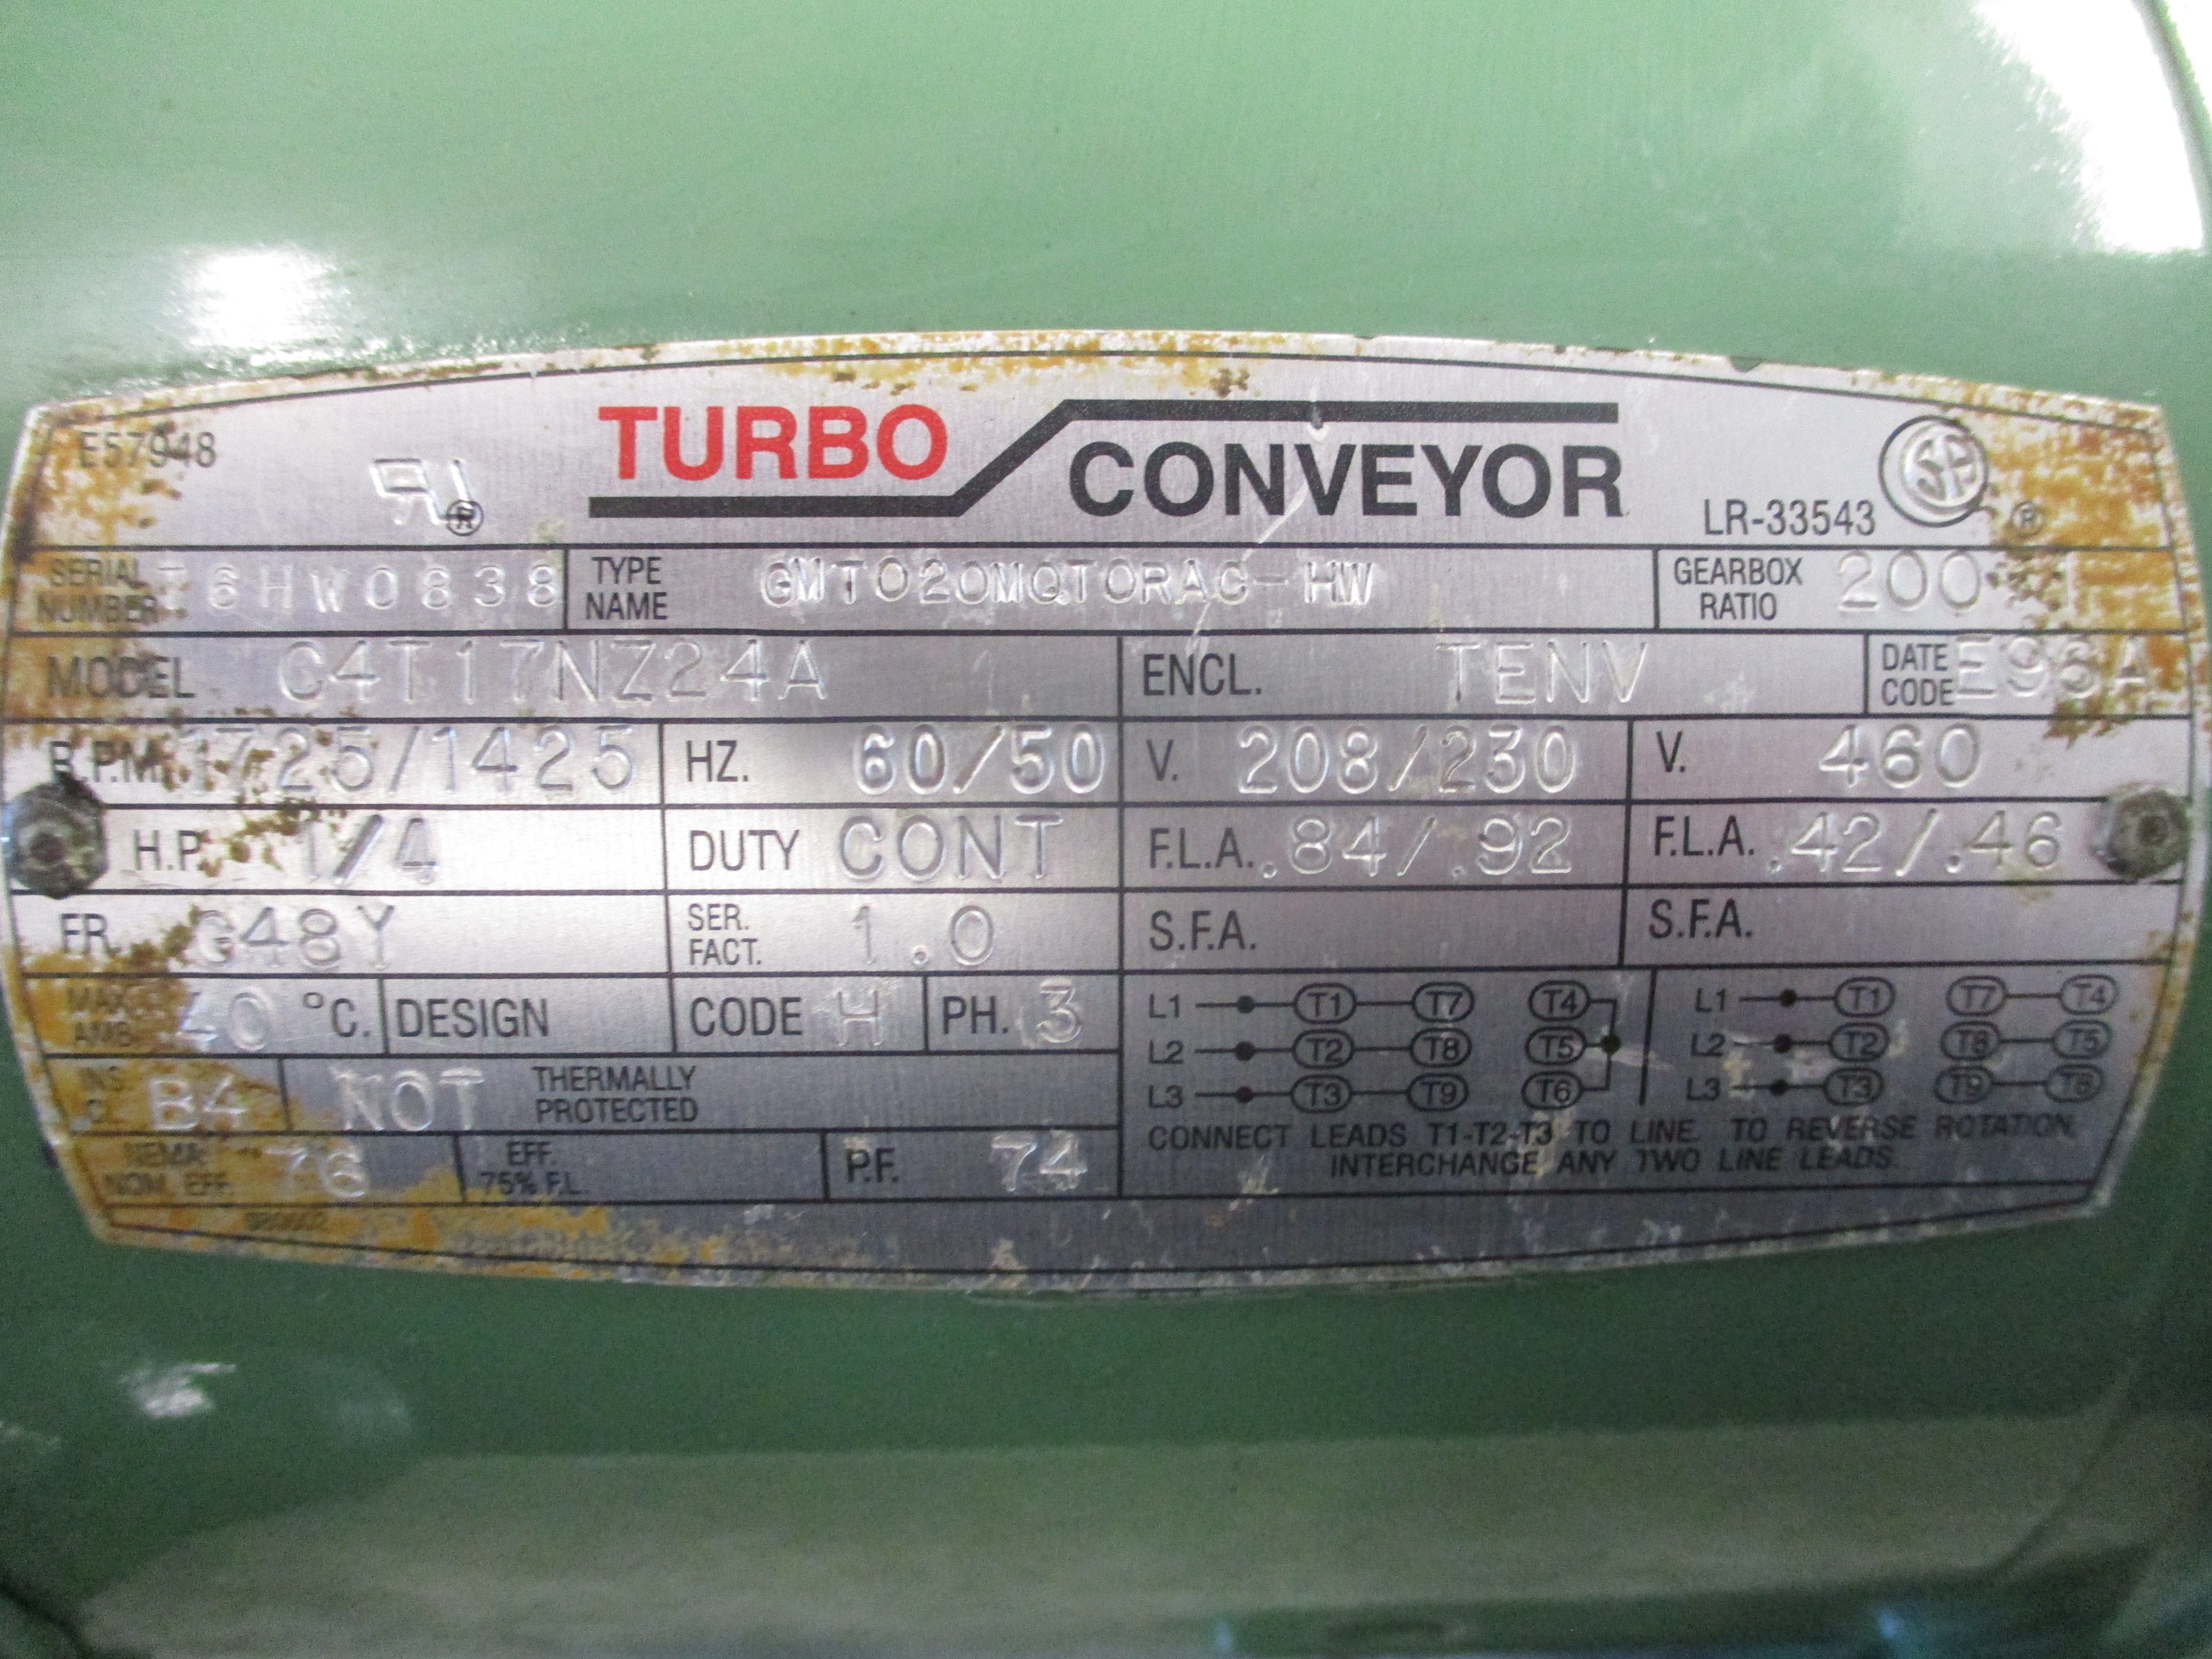 E57948
TURBO CONVEYOR
LR-33543
SERIAL NUMBER 6HW0838 TYPE NAME GMT020MQTORAC-HW GEARBOX RATIO 200
MODEL C4T17NZ24A ENCL. TENV DATE CODE E96A
R.P.M. 1725/1425 HZ. 60/50 V. 208/230 V. 460
H.P. 1/4 DUTY CONT F.L.A. .84/.92 F.L.A. .42/.46
FR. G48Y SER. FACT. 1.0 S.F.A. S.F.A.
MAX. AMB. 40 °C. DESIGN CODE H PH. 3
INS. CL. B4 NOT THERMALLY PROTECTED
NEMA NOM. EFF. 76 EFF. 75% F.L. P.F. 74
L1 T1 T7 T4 L1 T1 T7 T4
L2 T2 T8 T5 L2 T2 T8 T5
L3 T3 T9 T6 L3 T3 T9 T6
CONNECT LEADS T1-T2-T3 TO LINE. TO REVERSE ROTATION,
INTERCHANGE ANY TWO LINE LEADS.